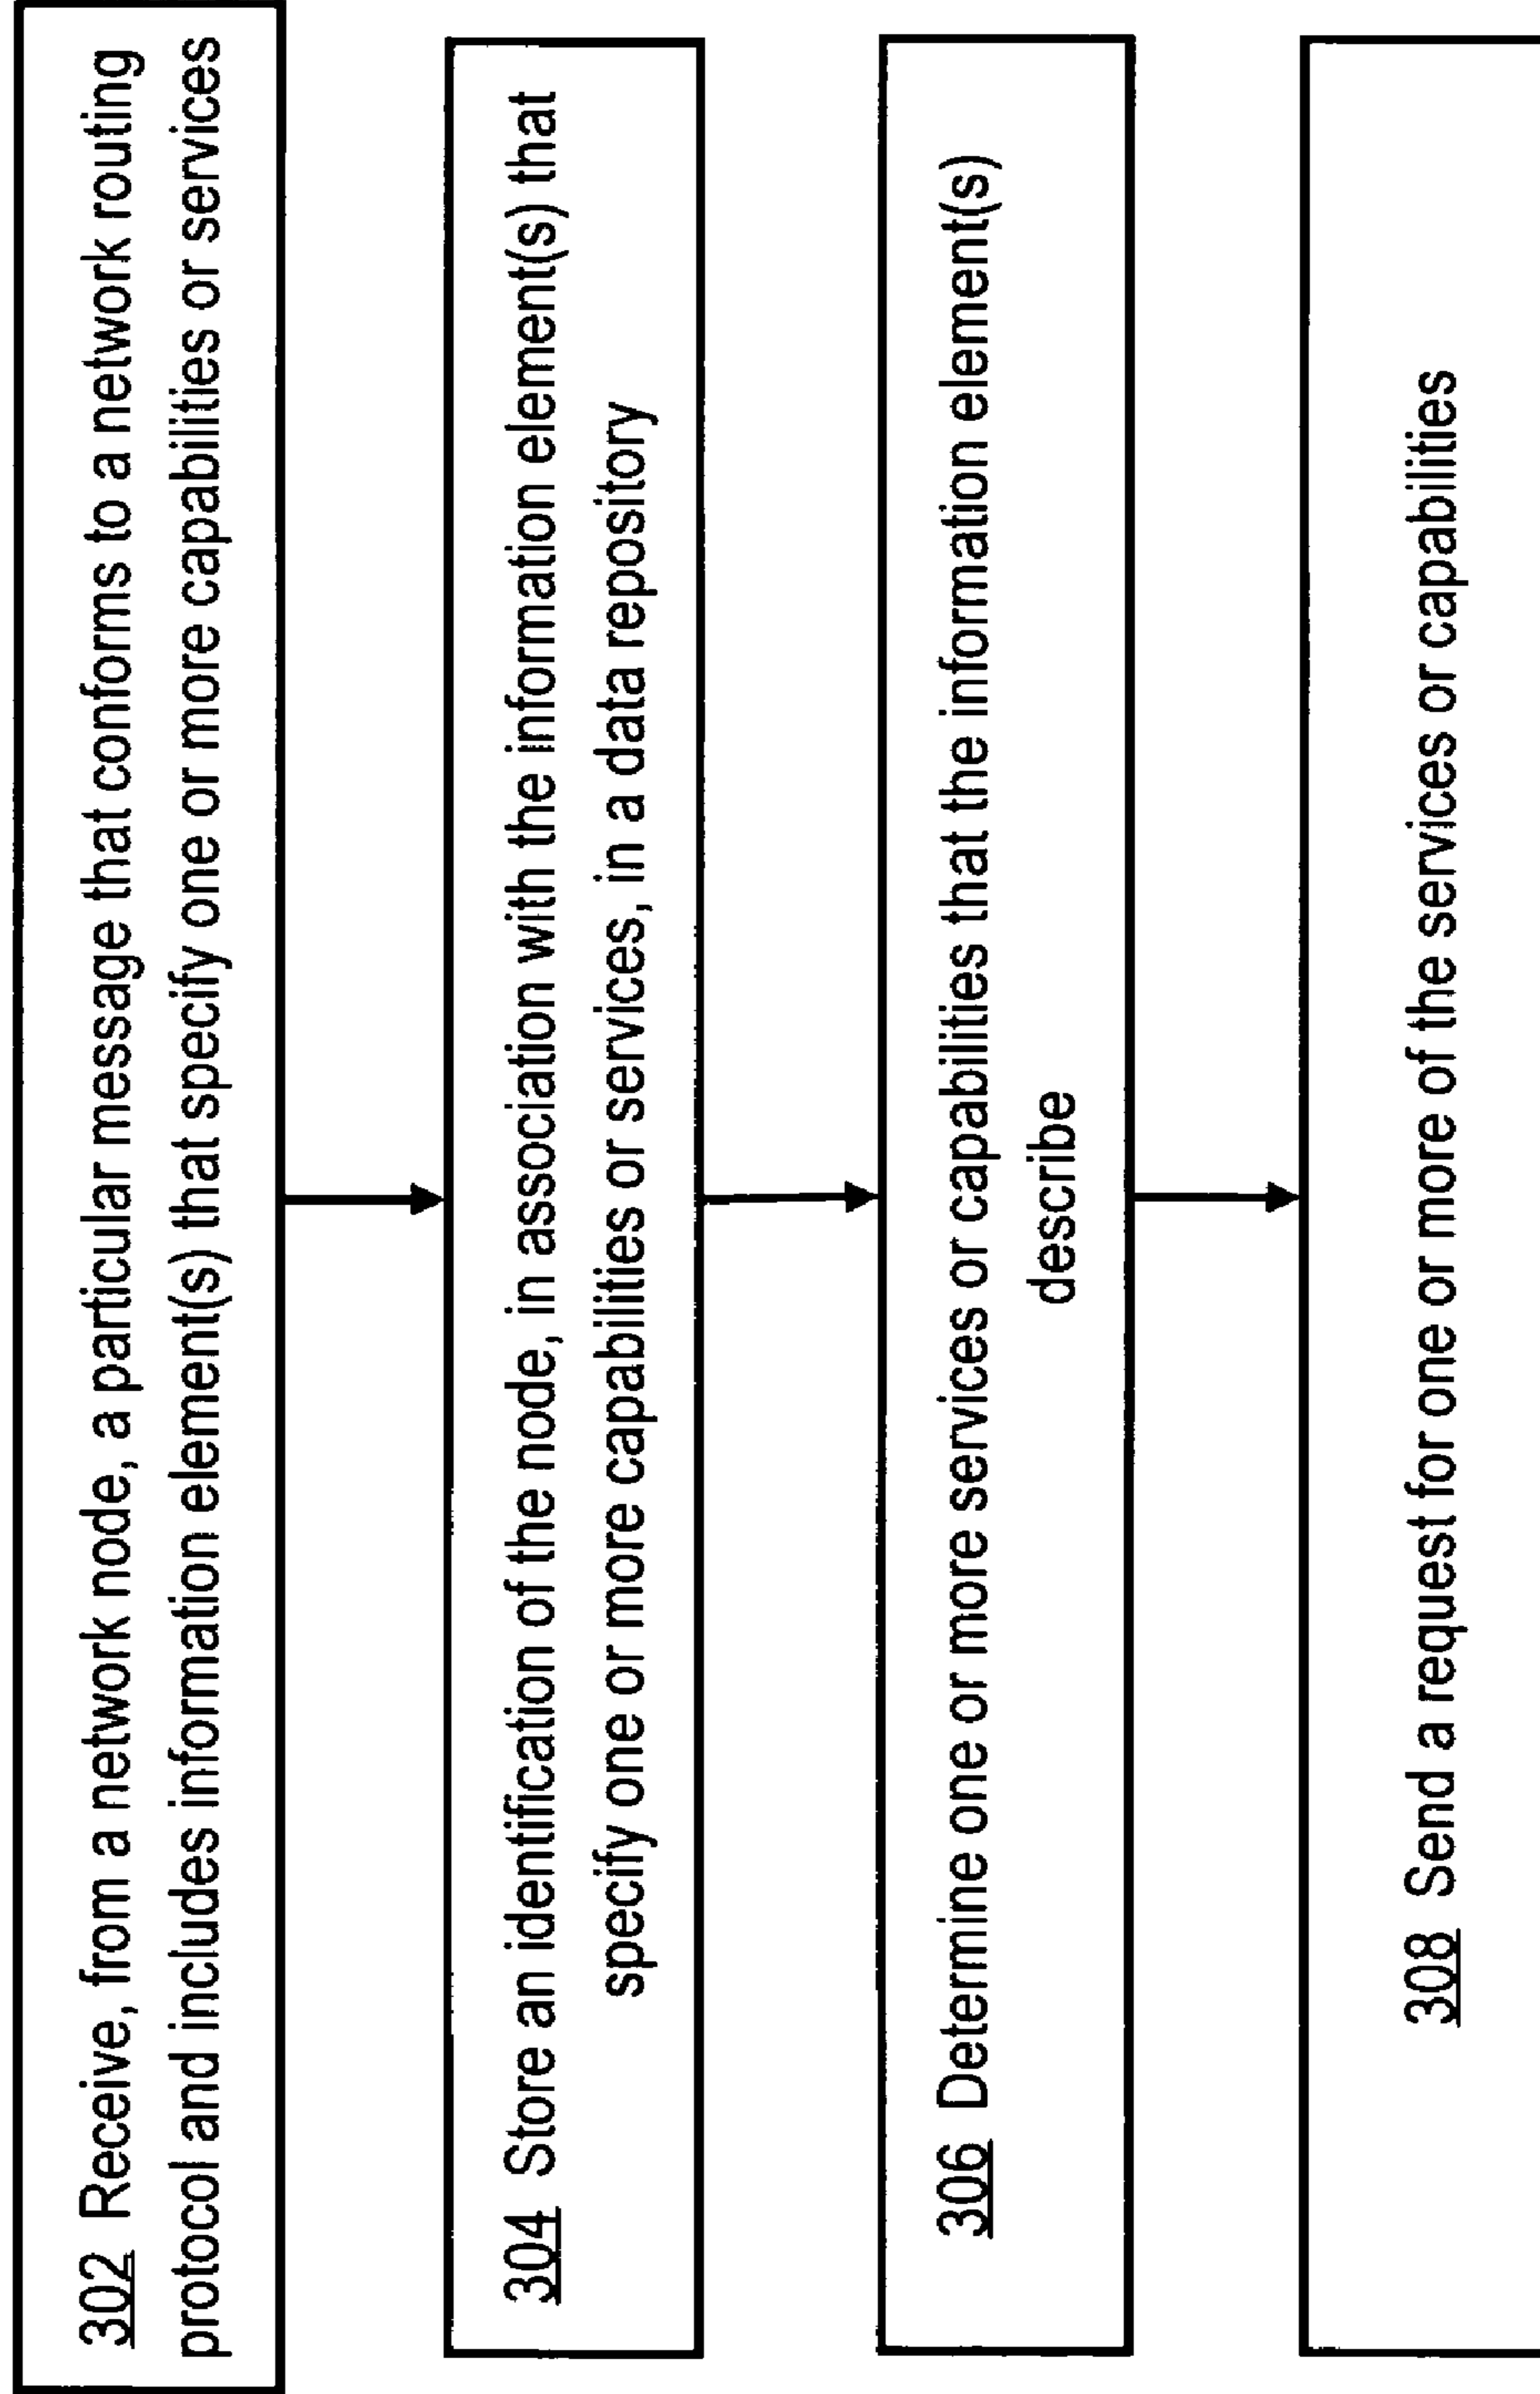 302 Receive, from a network node, a particular message that conforms to a network routing
protocol and includes information element(s) that specify one or more capabilities or services
304 Store an identification of the node, in association with the information element(s) that
specify one or more capabilities or services, in a data repository
306 Determine one or more services or capabilities that the information element(s)
describe
308 Send a request for one or more of the services or capabilities